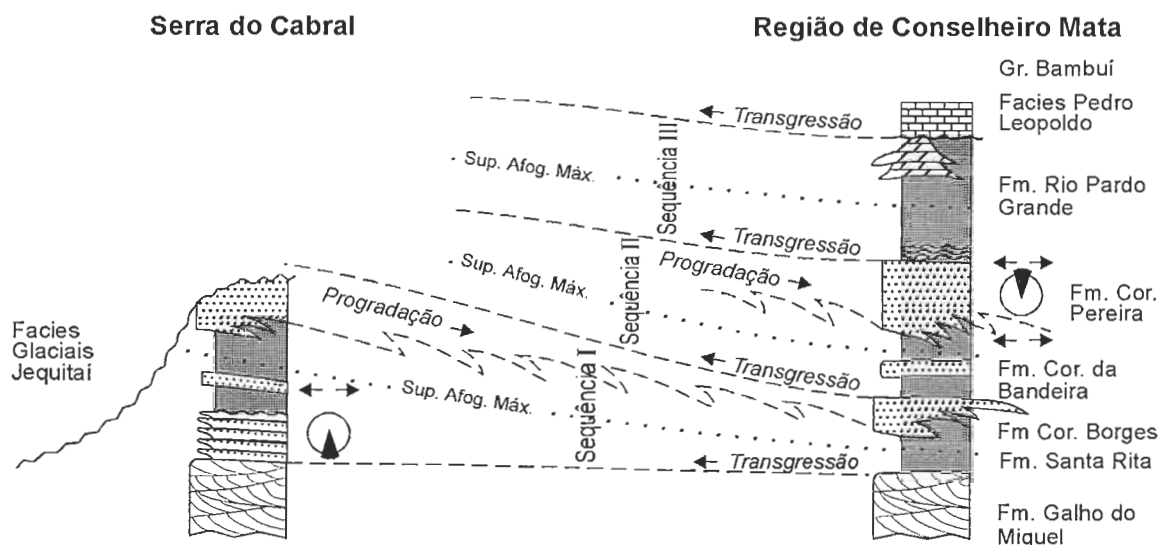 Serra do Cabral
Região de Conselheiro Mata
Gr. Bambuí
Facies Pedro
Leopoldo
Transgressão
Sequência III
Sup. Afog. Máx.
Fm. Rio Pardo
Grande
Transgressão
Sequência II
Progradação
Sup. Afog. Máx.
Fm. Cor.
Pereira
Progradação
Facies
Glaciais
Jequitaí
Transgressão
Fm. Cor. da
Bandeira
Sequência I
Sup. Afog. Máx.
Fm Cor. Borges
Fm. Santa Rita
Transgressão
Fm. Galho do
Miguel